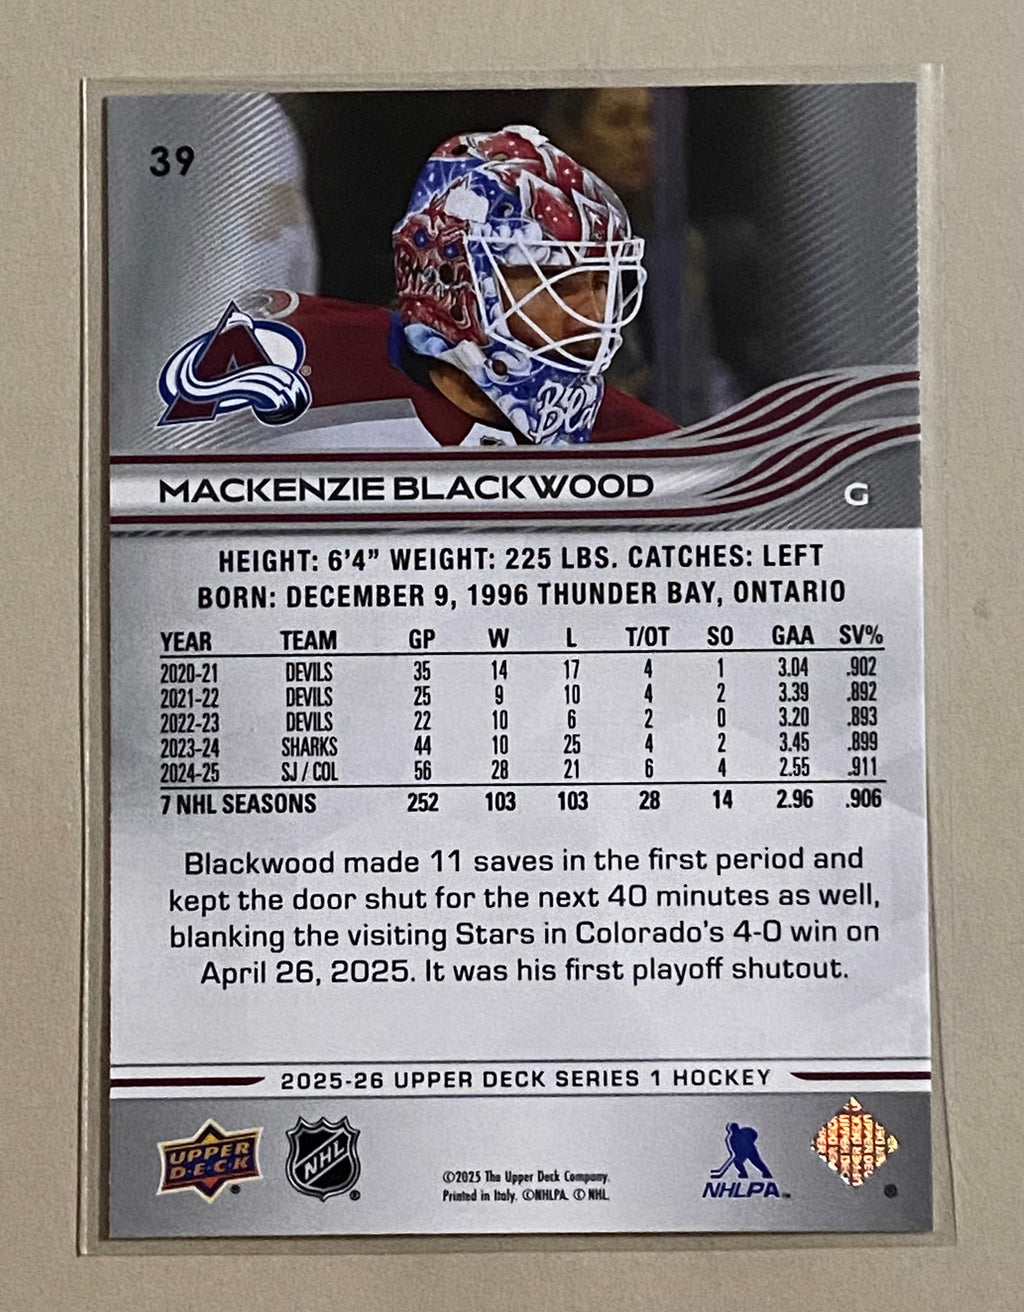 39
A
Bla
MACKENZIE BLACKWOOD
G
HEIGHT: 6'4" WEIGHT: 225 LBS. CATCHES: LEFT
BORN: DECEMBER 9, 1996 THUNDER BAY, ONTARIO
YEAR TEAM GP W L T/OT SO GAA SV%
2020-21 DEVILS 35 14 17 4 1 3.04 .902
2021-22 DEVILS 25 9 10 4 2 3.39 .892
2022-23 DEVILS 22 10 6 2 0 3.20 .893
2023-24 SHARKS 44 10 25 4 2 3.45 .899
2024-25 SJ / COL 56 28 21 6 4 2.55 .911
7 NHL SEASONS 252 103 103 28 14 2.96 .906
Blackwood made 11 saves in the first period and
kept the door shut for the next 40 minutes as well,
blanking the visiting Stars in Colorado's 4-0 win on
April 26, 2025. It was his first playoff shutout.
2025-26 UPPER DECK SERIES 1 HOCKEY
UPPER
D·E·C·K
®
NHL
®
©2025 The Upper Deck Company.
Printed in Italy. ©NHLPA. © NHL.
NHLPA™
®